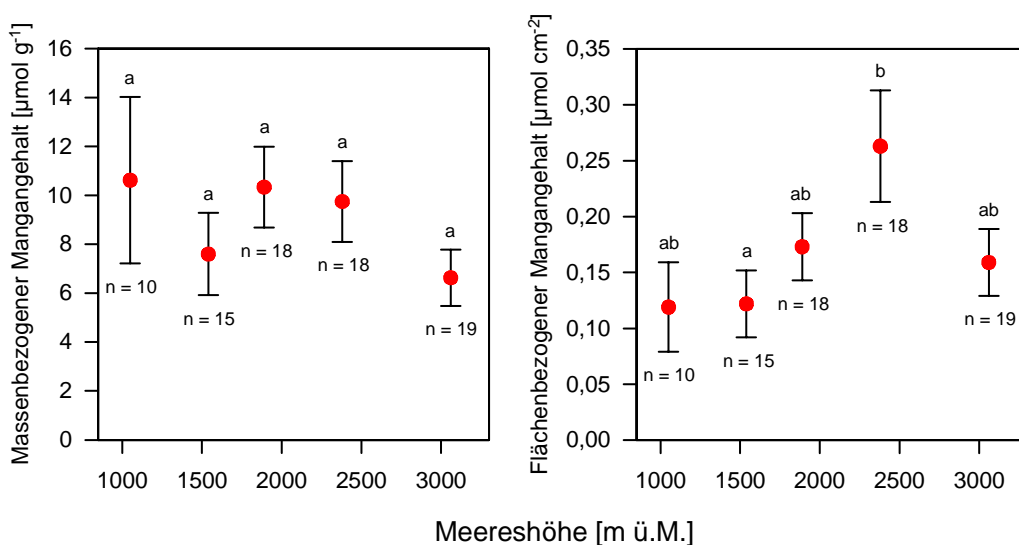 Massenbezogener Mangangehalt [µmol g-1]
16
14
12
10
8
6
4
2
0
a
a
a
a
a
n = 10
n = 15
n = 18
n = 18
n = 19
1000
1500
2000
2500
3000
Flächenbezogener Mangangehalt [µmol cm-2]
0,35
0,30
0,25
0,20
0,15
0,10
0,05
0,00
ab
a
ab
b
ab
n = 10
n = 15
n = 18
n = 18
n = 19
1000
1500
2000
2500
3000
Meereshöhe [m ü.M.]